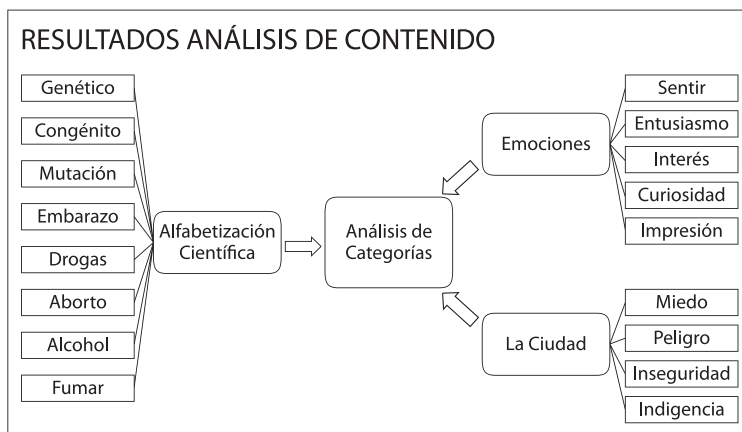 RESULTADOS ANÁLISIS DE CONTENIDO
Genético
Congénito
Mutación
Embarazo
Drogas
Aborto
Alcohol
Fumar
Alfabetización
Científica
Análisis de
Categorías
Emociones
Sentir
Entusiasmo
Interés
Curiosidad
Impresión
La Ciudad
Miedo
Peligro
Inseguridad
Indigencia